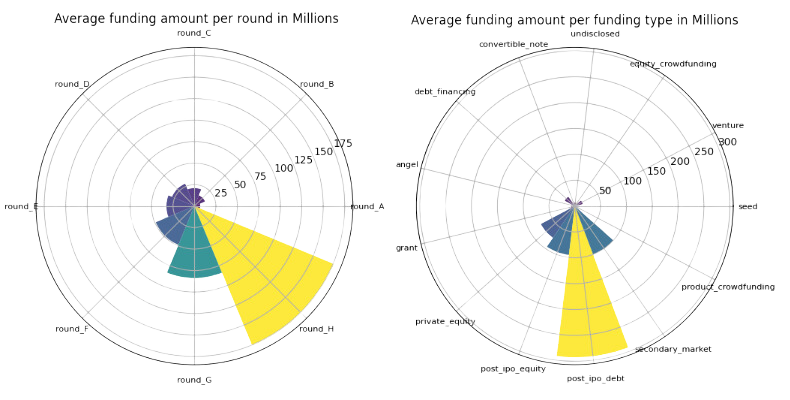 Average funding amount per round in Millions
round_C
round_D
round_B
175
150
125
100
75
50
25
round_E
round_A
round_F
round_H
round_G
Average funding amount per funding type in Millions
undisclosed
convertible_note
equity_crowdfunding
debt_financing
venture
300
250
200
150
100
50
angel
seed
grant
product_crowdfunding
private_equity
secondary_market
post_ipo_equity
post_ipo_debt